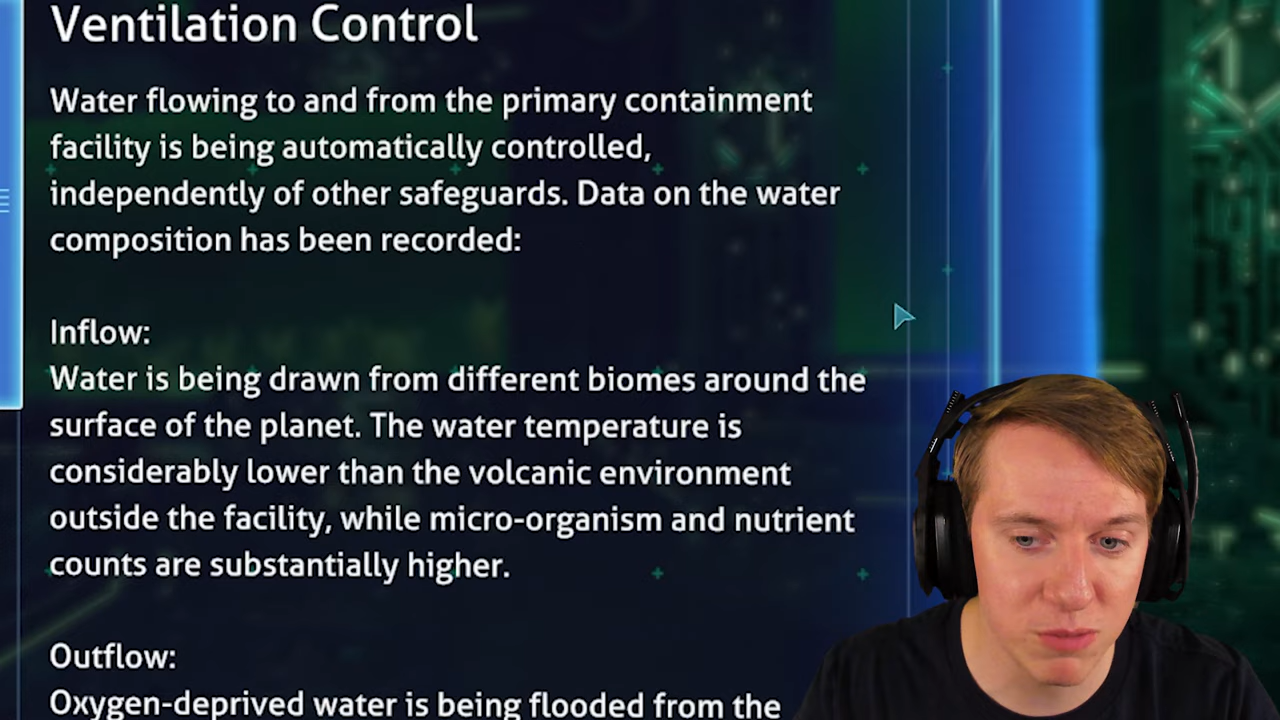 Ventilation Control
Water flowing to and from the primary containment
facility is being automatically controlled,
independently of other safeguards. Data on the water
composition has been recorded:
Inflow:
Water is being drawn from different biomes around the
surface of the planet. The water temperature is
considerably lower than the volcanic environment
outside the facility, while micro-organism and nutrient
counts are substantially higher.
Outflow:
Oxygen-deprived water is being flooded from the